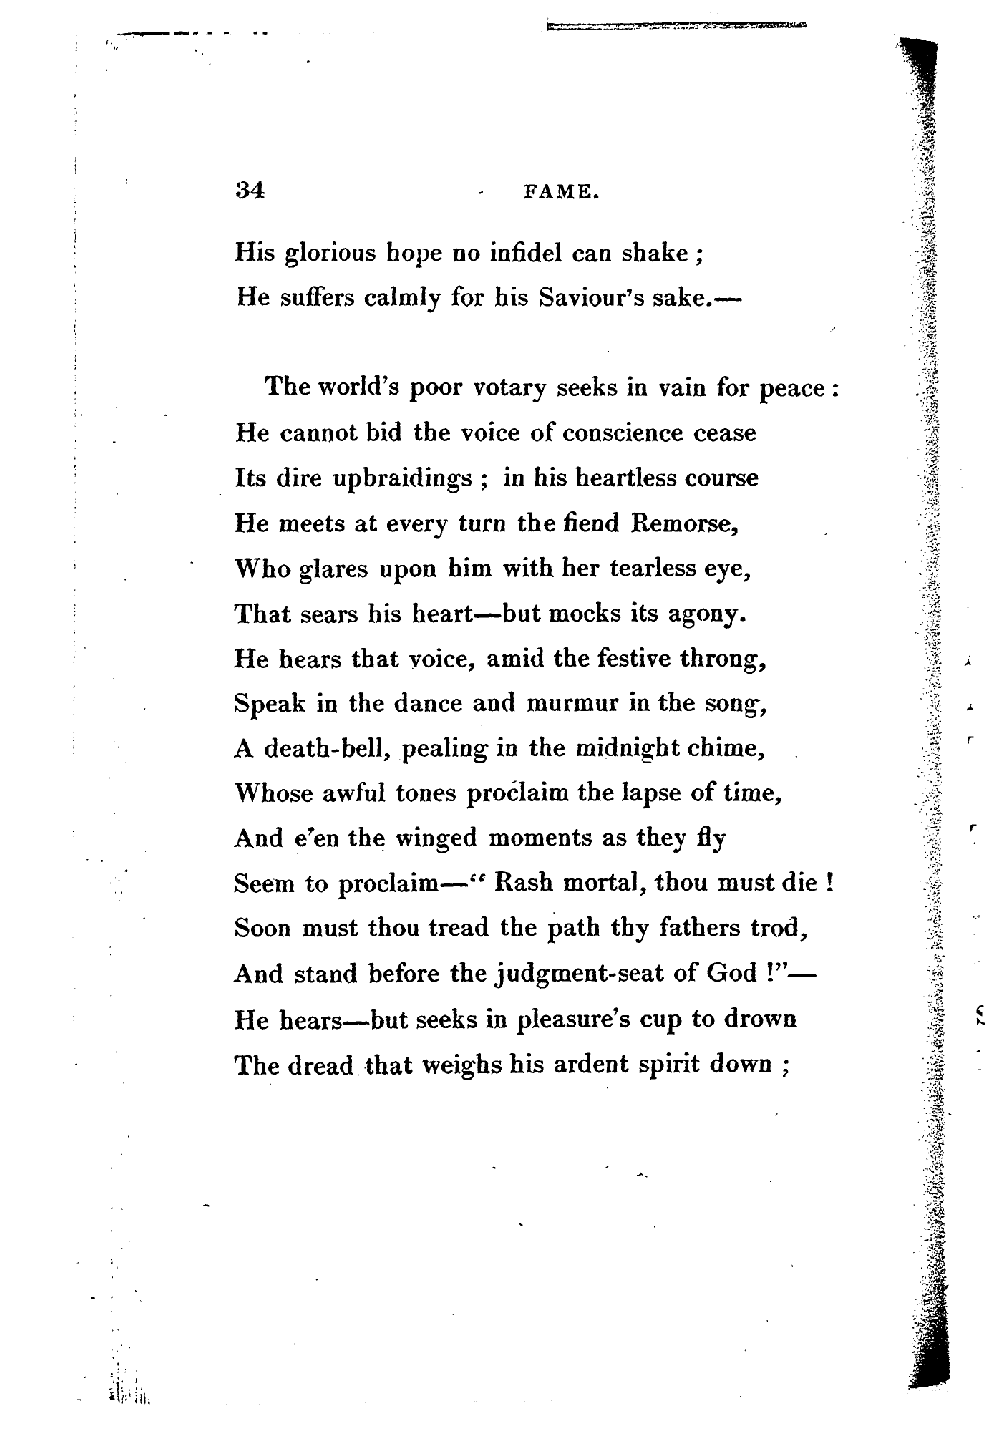 34 FAME.
His glorious hope no infidel can shake ;
He suffers calmly for his Saviour's sake.—
The world's poor votary seeks in vain for peace :
He cannot bid the voice of conscience cease
Its dire upbraidings ; in his heartless course
He meets at every turn the fiend Remorse,
Who glares upon him with her tearless eye,
That sears his heart—but mocks its agony.
He hears that voice, amid the festive throng,
Speak in the dance and murmur in the song,
A death-bell, pealing in the midnight chime,
Whose awful tones proclaim the lapse of time,
And e'en the winged moments as they fly
Seem to proclaim—“ Rash mortal, thou must die !
Soon must thou tread the path thy fathers trod,
And stand before the judgment-seat of God !”—
He hears—but seeks in pleasure's cup to drown
The dread that weighs his ardent spirit down ;